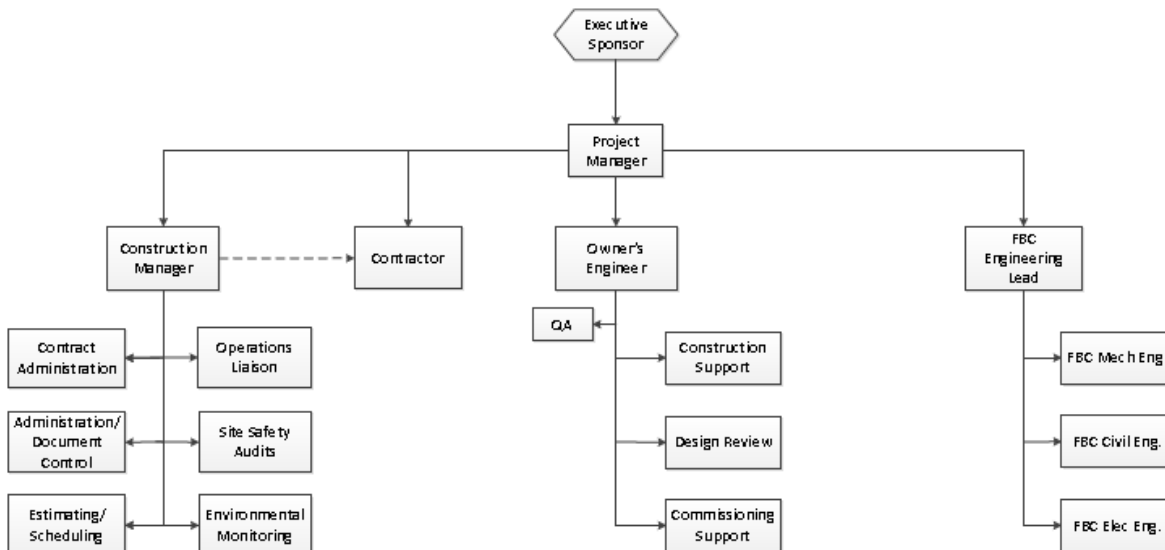 Executive
Sponsor
Project
Manager
Construction
Manager
Contractor
Owner's
Engineer
FBC
Engineering
Lead
QA
Contract
Administration
Operations
Liaison
Construction
Support
FBC Mech Eng
Administration/
Document
Control
Site Safety
Audits
Design Review
FBC Civil Eng.
Estimating/
Scheduling
Environmental
Monitoring
Commissioning
Support
FBC Elec Eng.